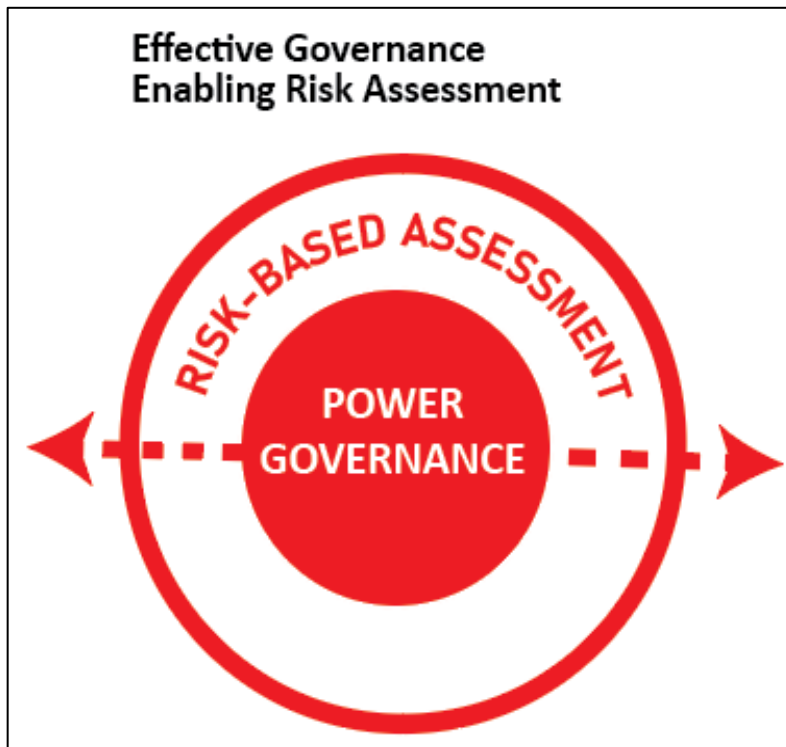 Effective Governance
Enabling Risk Assessment
RISK-BASED ASSESSMENT
POWER
GOVERNANCE